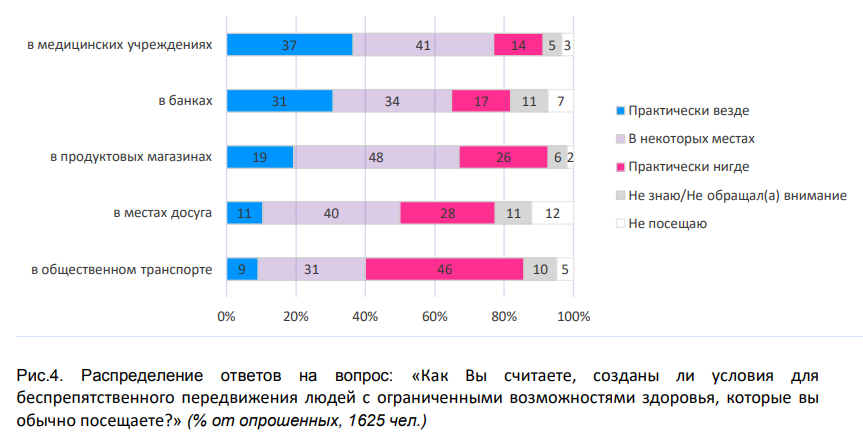 в медицинских учреждениях 37 41 14 5 3
в банках 31 34 17 11 7
в продуктовых магазинах 19 48 26 6 2
в местах досуга 11 40 28 11 12
в общественном транспорте 9 31 46 10 5
0% 20% 40% 60% 80% 100%
Практически везде
В некоторых местах
Практически нигде
Не знаю/Не обращал(а) внимание
Не посещаю
Рис.4. Распределение ответов на вопрос: «Как Вы считаете, созданы ли условия для
беспрепятственного передвижения людей с ограниченными возможностями здоровья, которые вы
обычно посещаете?» (% от опрошенных, 1625 чел.)